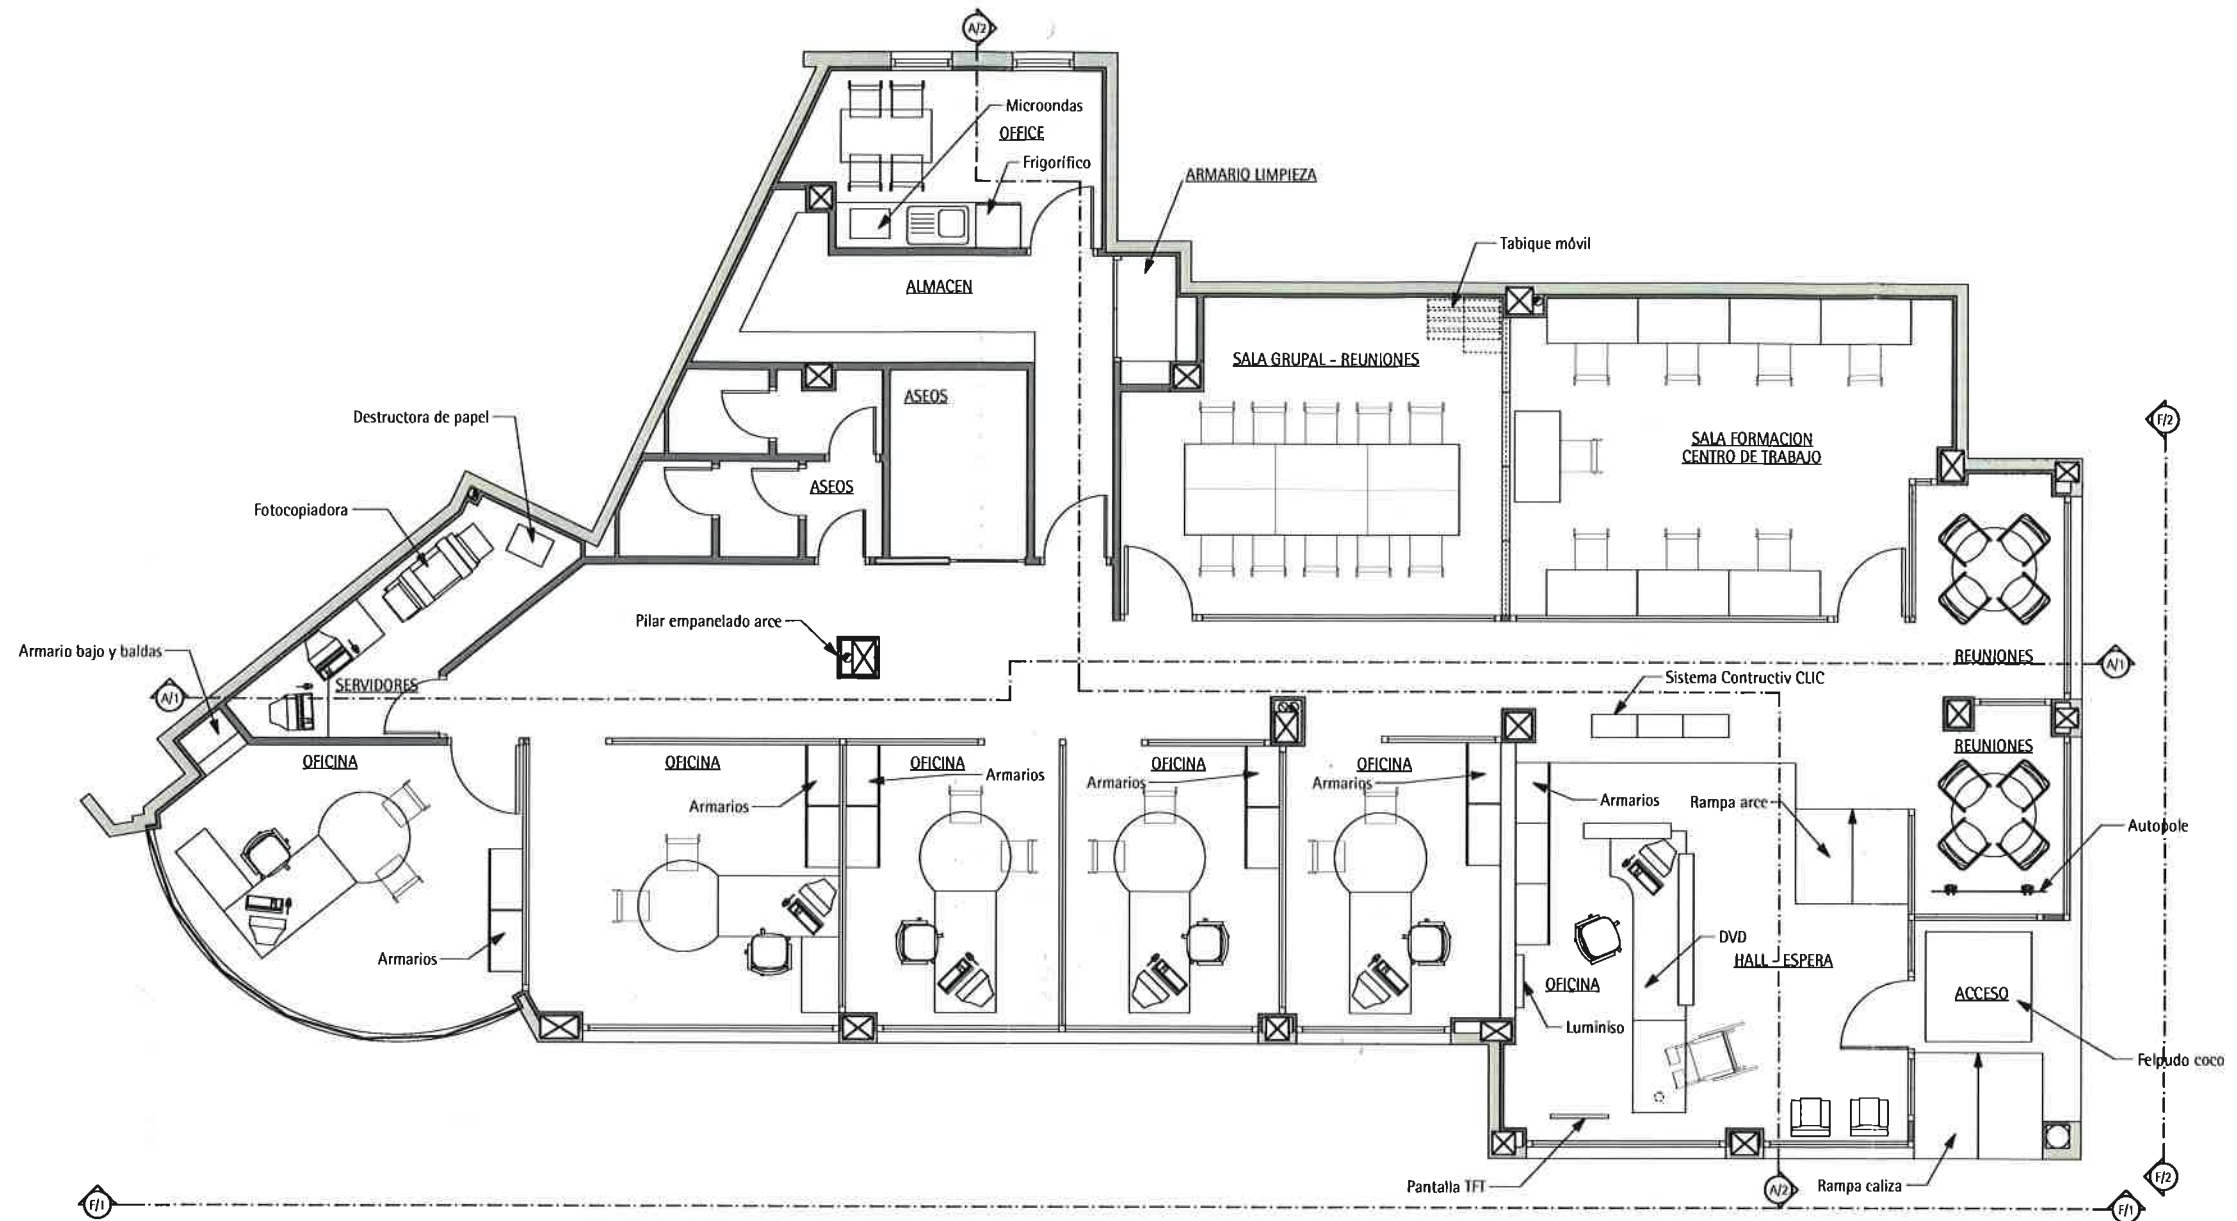 A/2
Microondas
OFFICE
Frigorífico
ARMARIO LIMPIEZA
Tabique móvil
ALMACEN
SALA GRUPAL - REUNIONES
ASEOS
Destructora de papel
F/2
SALA FORMACION
CENTRO DE TRABAJO
ASEOS
Fotocopiadora
Pilar empanelado arce
Armario bajo y baldas
REUNIONES
A/1
Sistema Contructiv CLIC
SERVIDORES
A/1
REUNIONES
OFICINA
OFICINA
OFICINA
OFICINA
OFICINA
Armarios
Armarios
Armarios
Armarios
Armarios
Rampa arce
Autopole
DVD
Armarios
HALL - ESPERA
OFICINA
ACCESO
Luminiso
Felpudo coco
Pantalla TFT
A/2
Rampa caliza
F/2
F/1
F/1